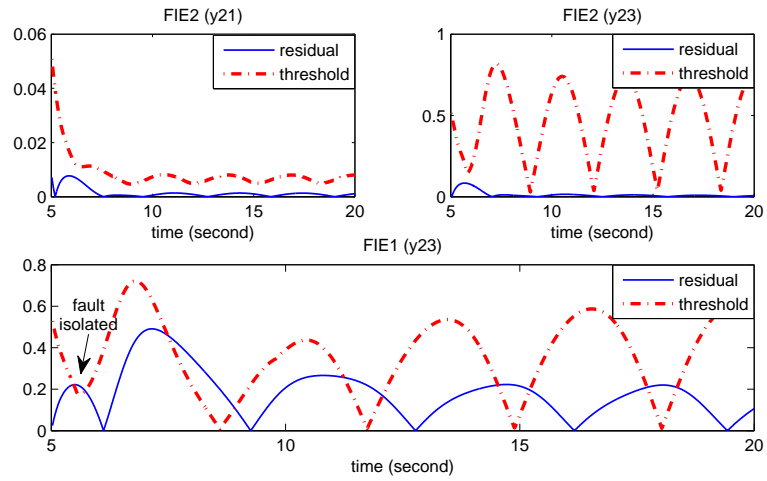 FIE2 (y21)
0.06
0.04
0.02
0
5
10
15
20
time (second)
residual
threshold
FIE2 (y23)
1
0.5
0
5
10
15
20
time (second)
residual
threshold
FIE1 (y23)
0.8
0.6
0.4
0.2
0
5
10
15
20
time (second)
fault
isolated
residual
threshold